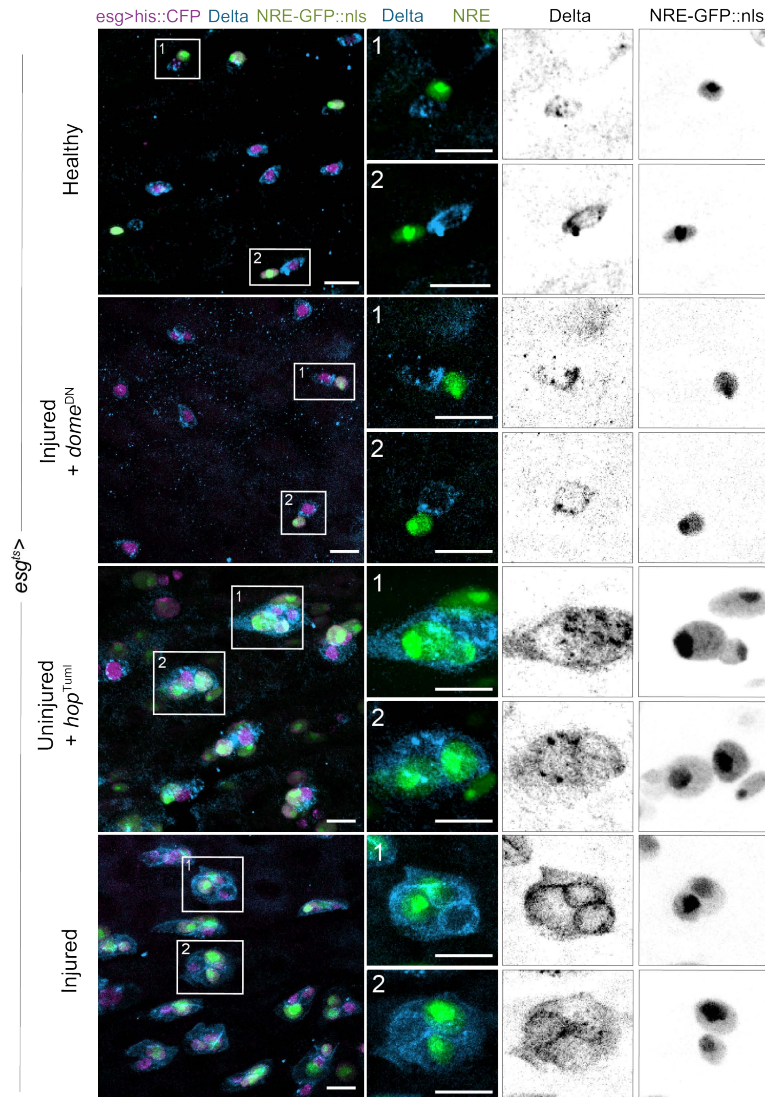 esg>his::CFP Delta NRE-GFP::nls Delta NRE Delta NRE-GFP::nls
esgts>
Healthy
1
2
1
2
Injured
+ domeDN
1
2
1
2
Uninjured
+ hopTuml
1
2
1
2
Injured
1
2
1
2